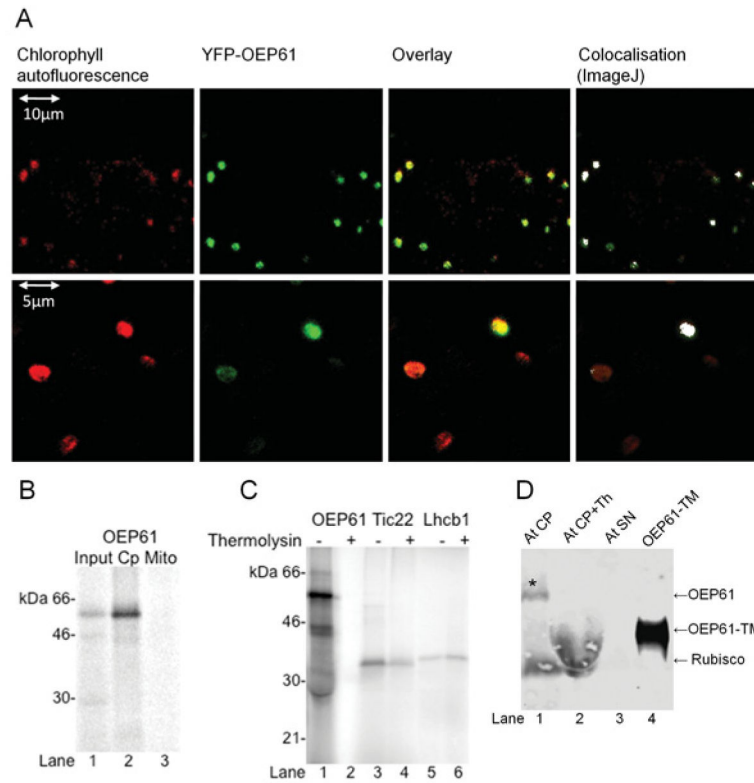 A
Chlorophyll autofluorescence
YFP-OEP61
Overlay
Colocalisation (ImageJ)
10µm
5µm
B
OEP61
Input Cp Mito
kDa 66-
46-
30-
Lane 1 2 3
C
OEP61 Tic22 Lhcb1
Thermolysin - + - + - +
kDa 66-
46-
30-
21-
Lane 1 2 3 4 5 6
D
At CP
At CP+Th
At SN
OEP61-TM
*
←OEP61
←OEP61-TM
← Rubisco
Lane 1 2 3 4